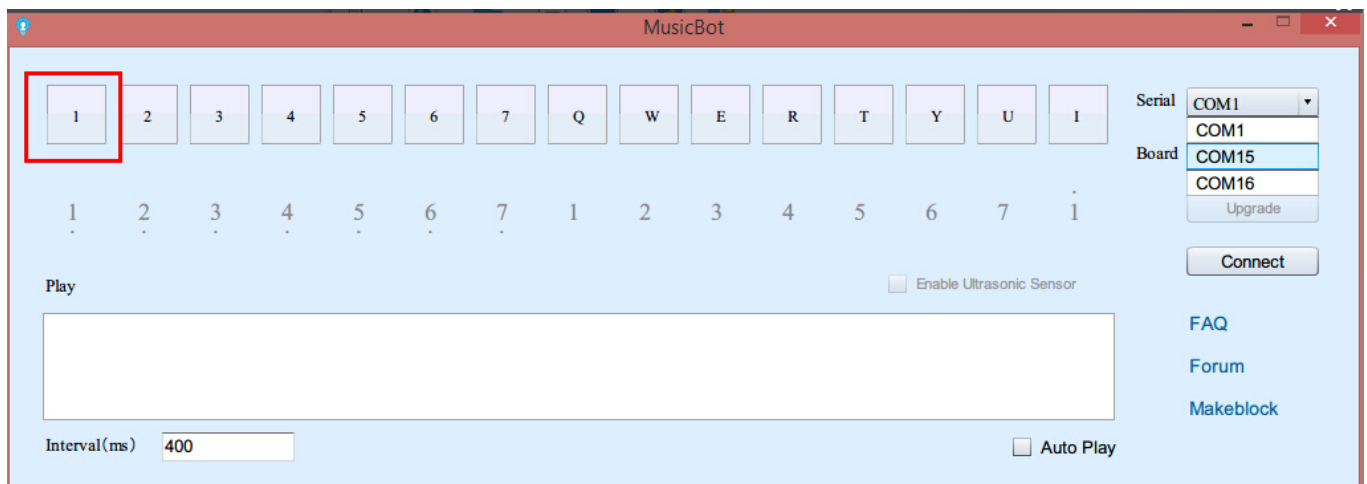 MusicBot
1 2 3 4 5 6 7 Q W E R T Y U I
Serial COM1
COM1
Board COM15
COM16
Upgrade
1 2 3 4 5 6 7 1 2 3 4 5 6 7 1
Connect
Play
Enable Ultrasonic Sensor
FAQ
Forum
Makeblock
Interval(ms) 400
Auto Play